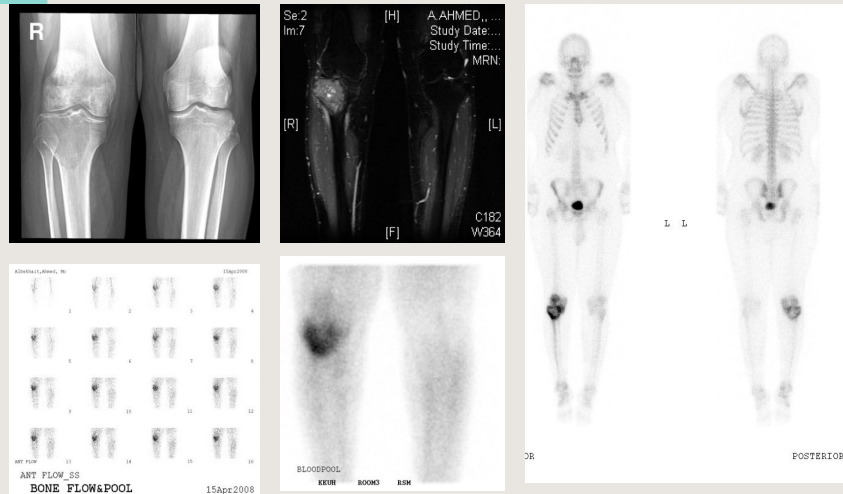 R
Se:2
Im:7
[H]
A.AHMED,, ...
Study Date:...
Study Time:...
MRN:
[R]
[L]
C182
W364
[F]
15Apr2008
1 2 3 4
5 6 7 8
9 10 11 12
ANT FLOW 13 14 15 16
ANT FLOW_SS
BONE FLOW&POOL 15Apr2008
BLOODPOOL
KKUH ROOM3 RSM
L L
OR
POSTERIOR